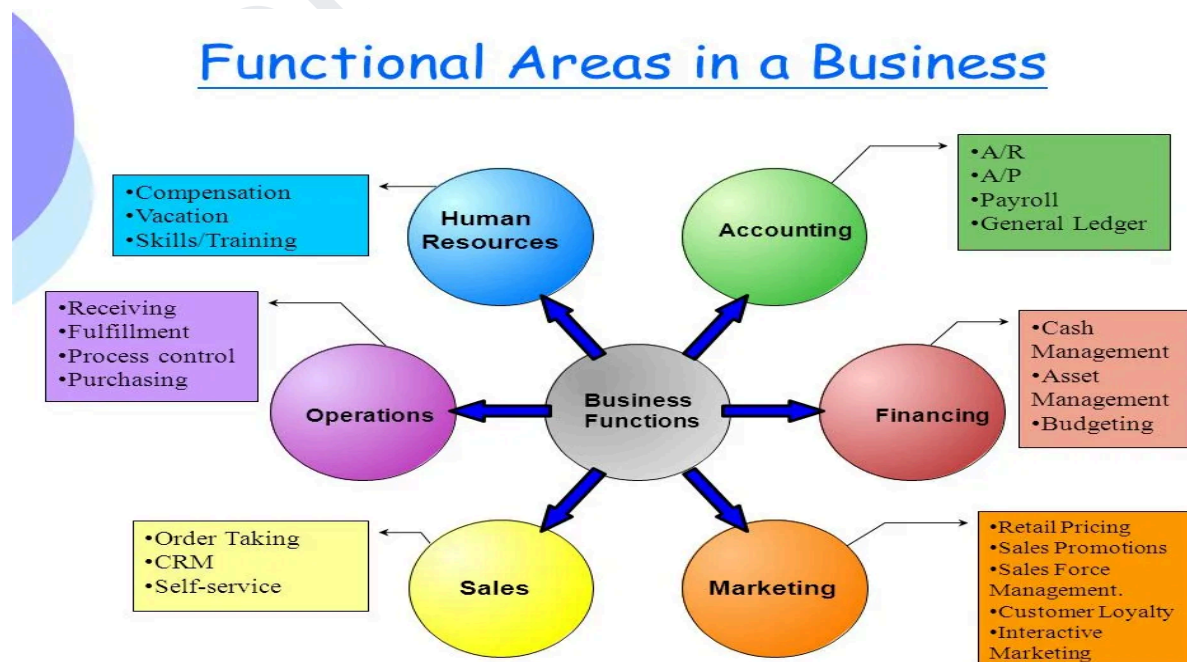 Functional Areas in a Business
•Compensation
•Vacation
•Skills/Training
Human
Resources
Accounting
•A/R
•A/P
•Payroll
•General Ledger
•Receiving
•Fulfillment
•Process control
•Purchasing
Operations
Business
Functions
Financing
•Cash
Management
•Asset
Management
•Budgeting
•Order Taking
•CRM
•Self-service
Sales
Marketing
•Retail Pricing
•Sales Promotions
•Sales Force
Management.
•Customer Loyalty
•Interactive
Marketing